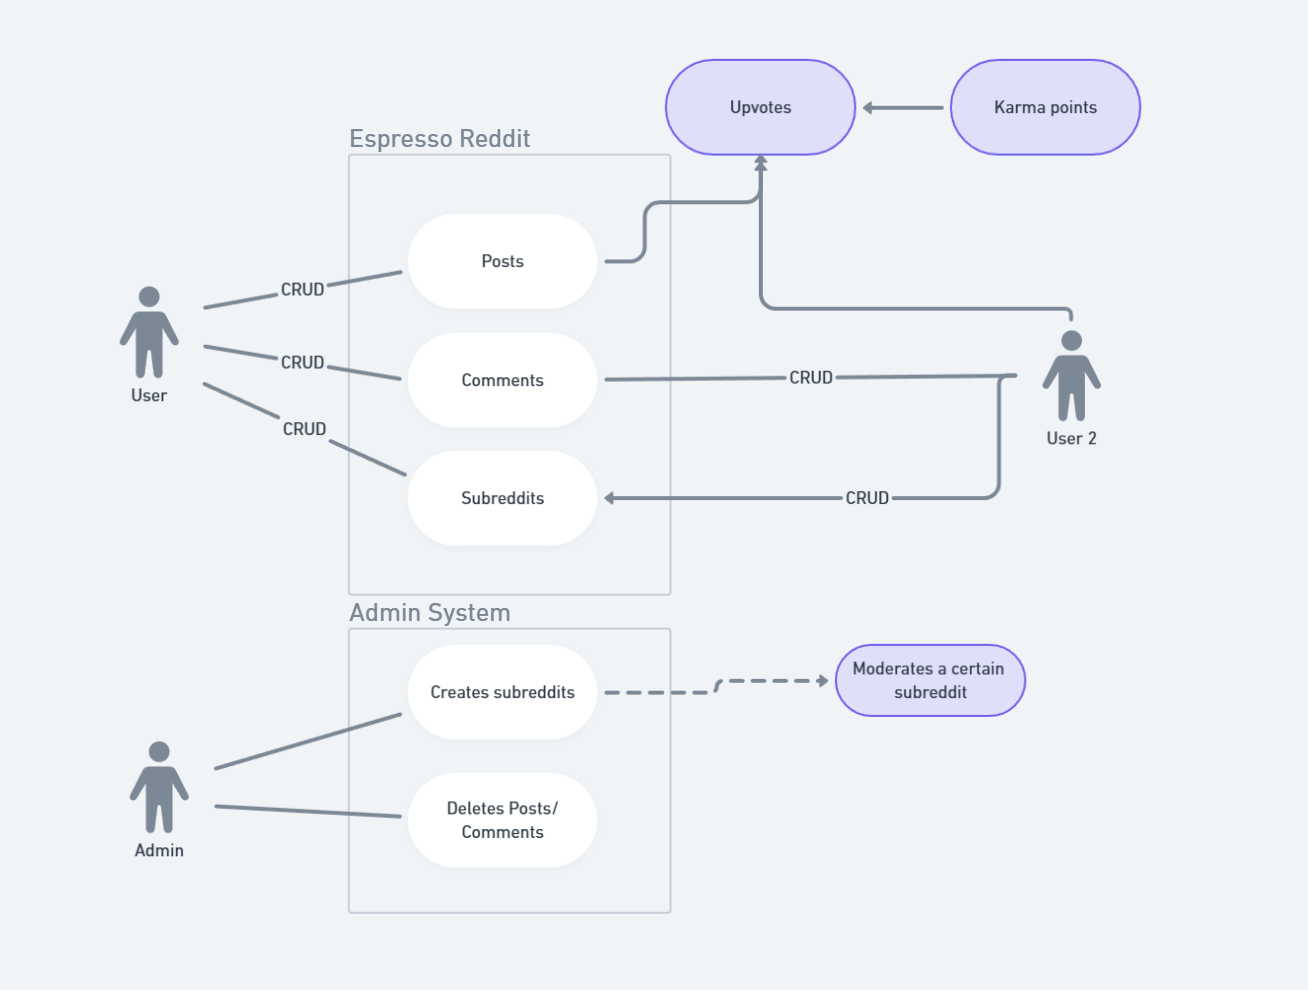 Upvotes
Karma points
Espresso Reddit
Posts
CRUD
User
CRUD
Comments
CRUD
User 2
CRUD
Subreddits
CRUD
Admin System
Creates subreddits
Moderates a certain
subreddit
Deletes Posts/
Comments
Admin